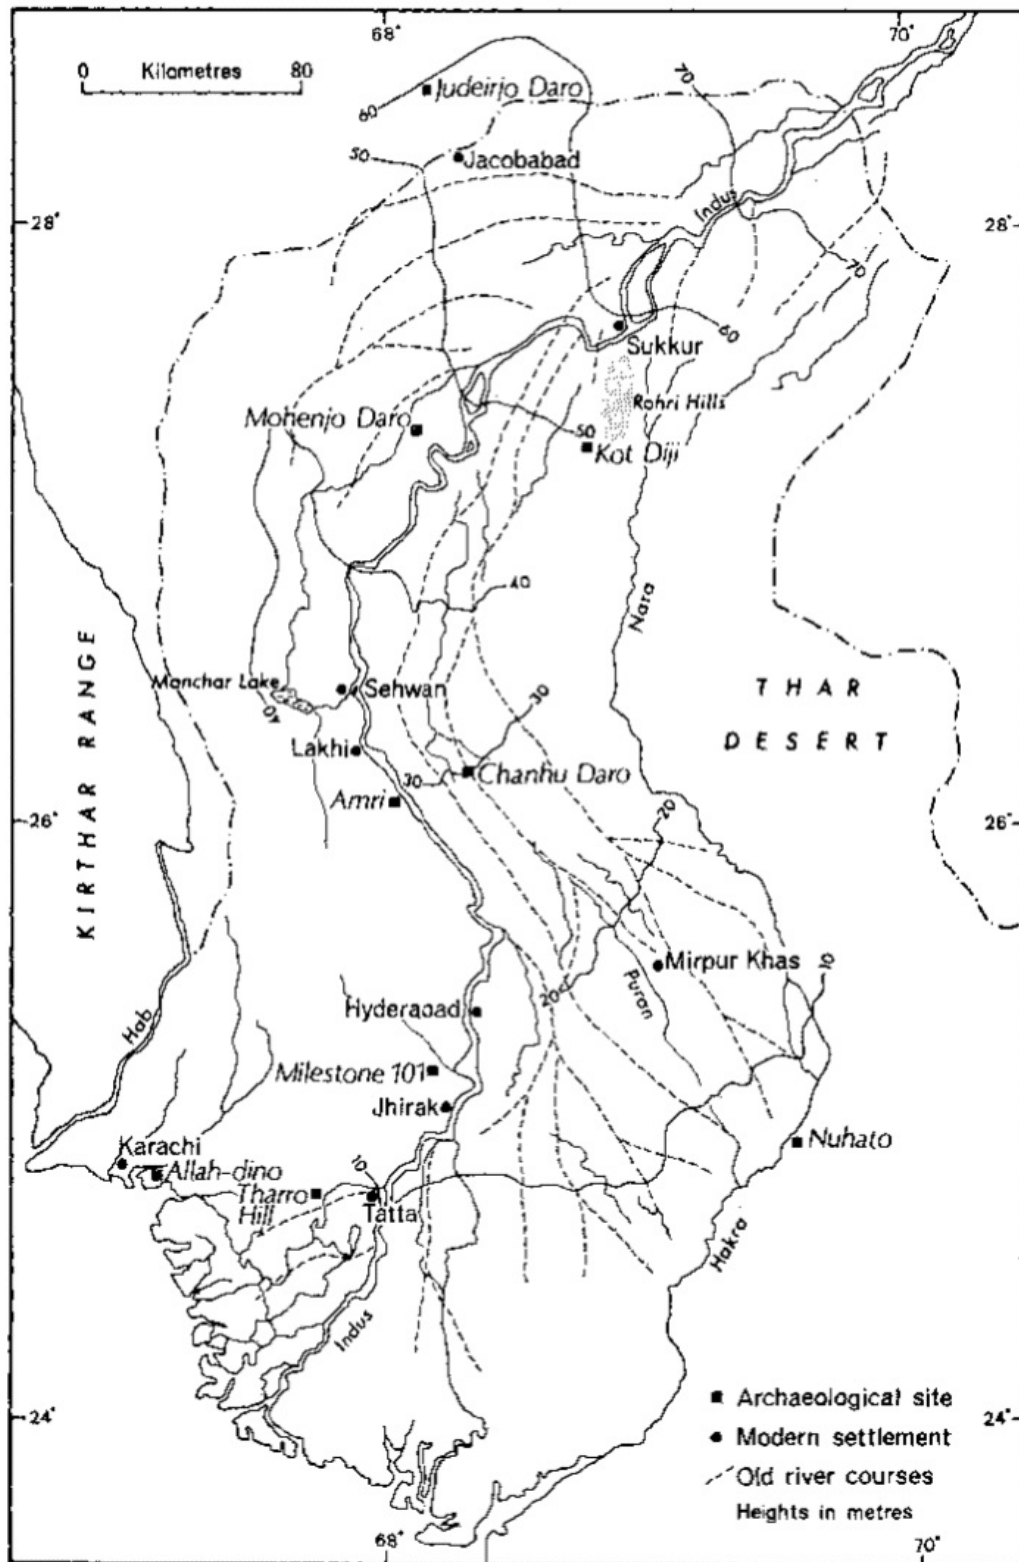 68°
70°
0 Kilometres 80
Judeirjo Daro
60
70
50
Jacobabad
28°
28°
Indus
70
60
Sukkur
Rohri Hills
Mohenjo Daro
50
Kot Diji
40
Nara
KIRTHAR RANGE
THAR
DESERT
Manchar Lake
Sehwan
40
30
Lakhi
30
Chanhu Daro
Amri
20
26°
26°
Mirpur Khas
10
20
Puran
Hyderabad
Hab
Milestone 101
Jhirak
Karachi
Nuhato
Allah-dino
10
Tharro
Hill
Tatta
Hakra
Indus
Archaeological site
24°
24°
Modern settlement
Old river courses
Heights in metres
68°
70°